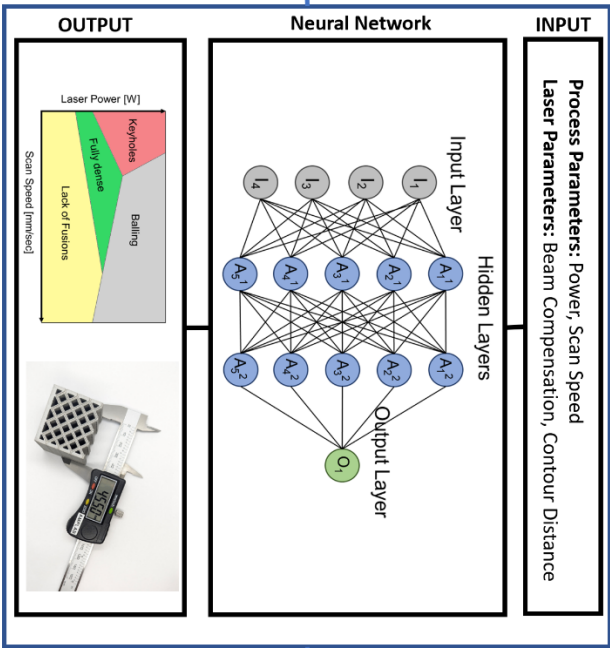 OUTPUT
Neural Network
INPUT
Process Parameters: Power, Scan Speed
Laser Parameters: Beam Compensation, Contour Distance
Input Layer
I₁
I₂
I₃
I₄
Hidden Layers
A₁¹
A₂¹
A₃¹
A₄¹
A₅¹
A₁²
A₂²
A₃²
A₄²
A₅²
Output Layer
O₁
Laser Power [W]
Scan Speed [mm/sec]
Keyholes
Fully dense
Balling
Lack of Fusions